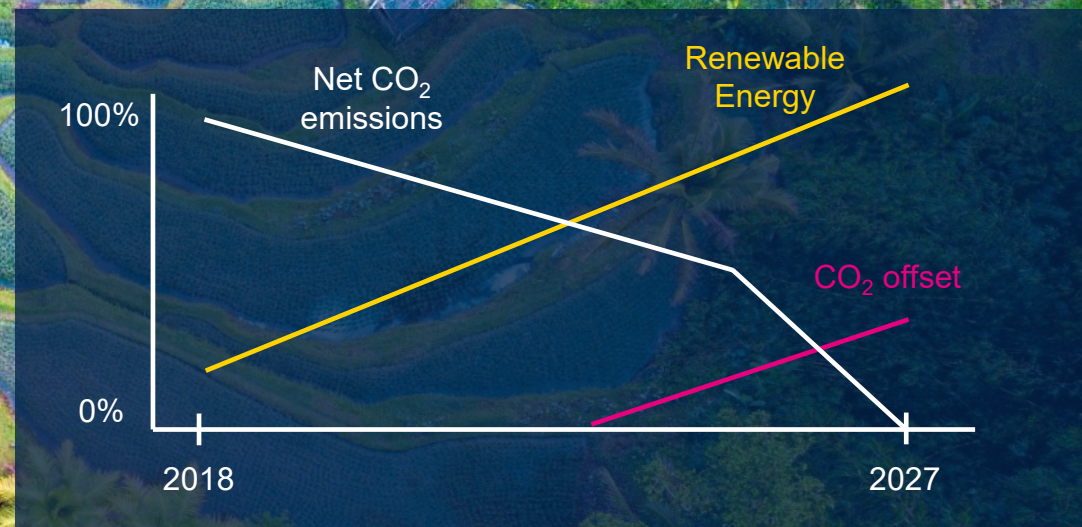 Renewable
Energy
Net CO₂
emissions
100%
CO₂ offset
0%
2018
2027